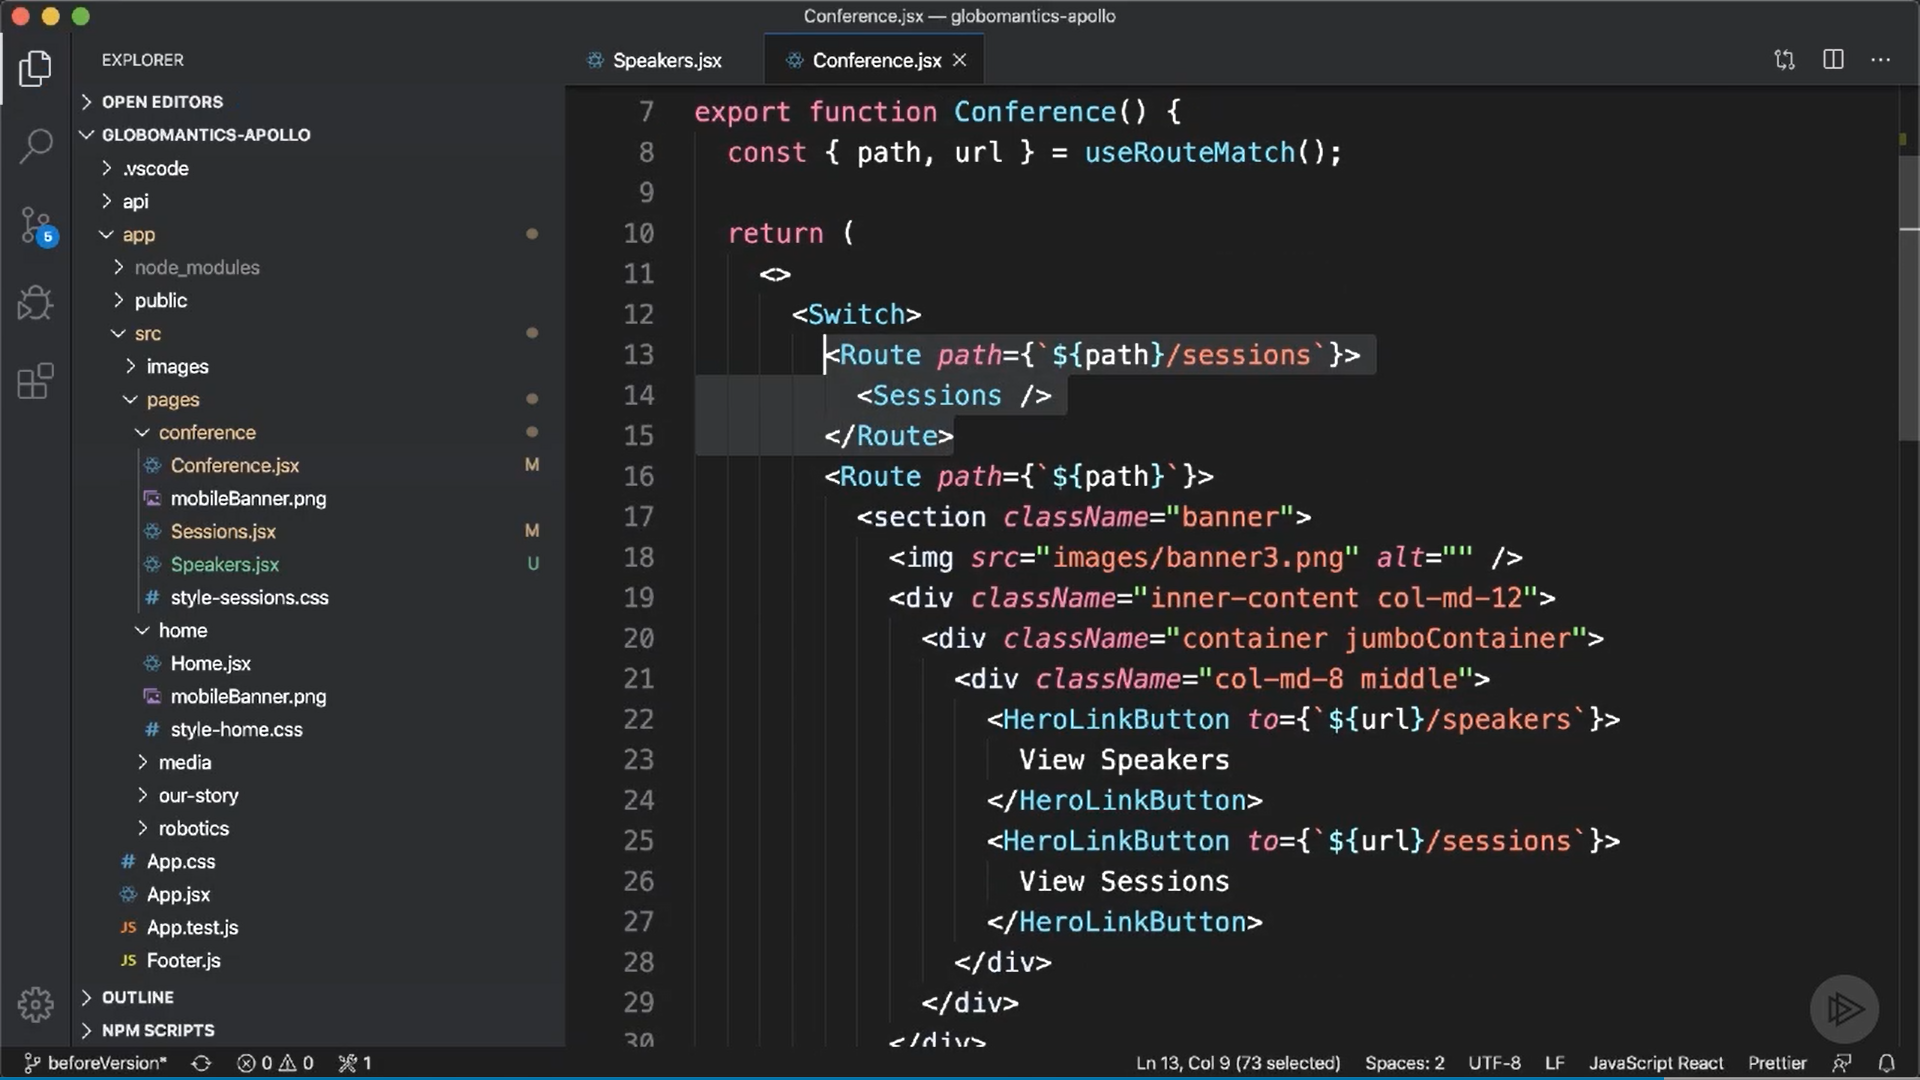 Conference.jsx — globomantics-apollo
EXPLORER
OPEN EDITORS
GLOBOMANTICS-APOLLO
.vscode
api
app
node_modules
public
src
images
pages
conference
Conference.jsx M
mobileBanner.png
Sessions.jsx M
Speakers.jsx U
# style-sessions.css
home
Home.jsx
mobileBanner.png
# style-home.css
media
our-story
robotics
# App.css
App.jsx
JS App.test.js
JS Footer.js
OUTLINE
NPM SCRIPTS
5
Speakers.jsx
Conference.jsx
7 export function Conference() {
8 const { path, url } = useRouteMatch();
9
10 return (
11 <>
12 <Switch>
13 <Route path={`${path}/sessions`}>
14 <Sessions />
15 </Route>
16 <Route path={`${path}`}>
17 <section className="banner">
18 <img src="images/banner3.png" alt="" />
19 <div className="inner-content col-md-12">
20 <div className="container jumboContainer">
21 <div className="col-md-8 middle">
22 <HeroLinkButton to={`${url}/speakers`}>
23 View Speakers
24 </HeroLinkButton>
25 <HeroLinkButton to={`${url}/sessions`}>
26 View Sessions
27 </HeroLinkButton>
28 </div>
29 </div>
30 </div>
beforeVersion* 0 0 1 Ln 13, Col 9 (73 selected) Spaces: 2 UTF-8 LF JavaScript React Prettier